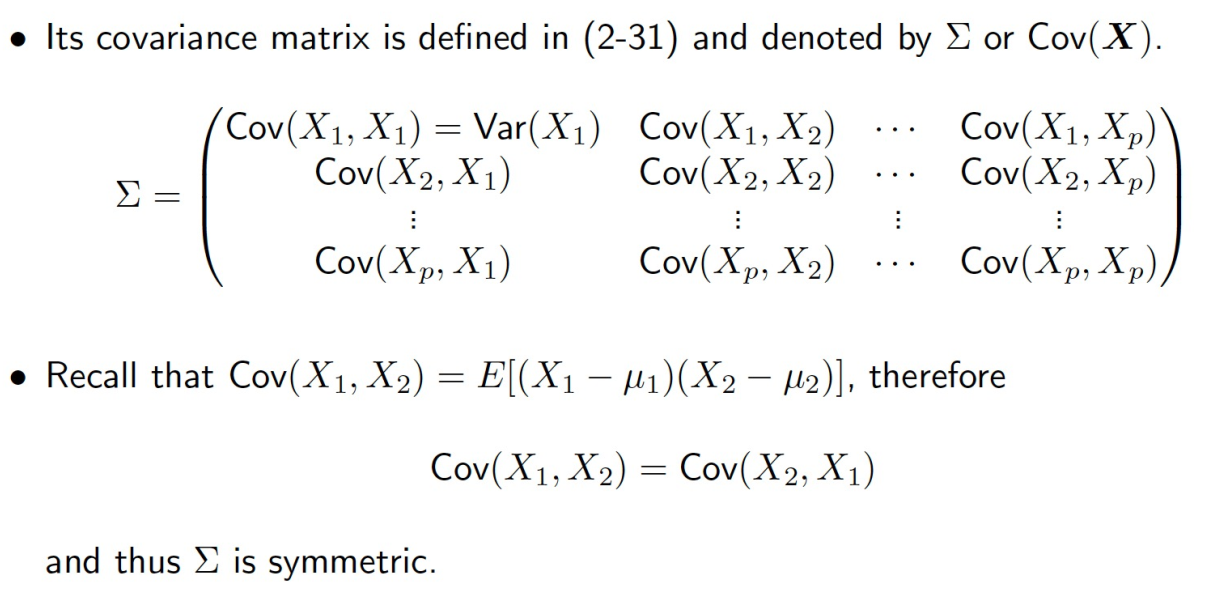 • Its covariance matrix is defined in (2-31) and denoted by Σ or Cov(X).
Cov(X₁, X₁) = Var(X₁) Cov(X₁, X₂) ⋯ Cov(X₁, Xₚ)
Cov(X₂, X₁) Cov(X₂, X₂) ⋯ Cov(X₂, Xₚ)
Σ =
⋮ ⋮ ⋮ ⋮
Cov(Xₚ, X₁) Cov(Xₚ, X₂) ⋯ Cov(Xₚ, Xₚ)
• Recall that Cov(X₁, X₂) = E[(X₁ − μ₁)(X₂ − μ₂)], therefore
Cov(X₁, X₂) = Cov(X₂, X₁)
and thus Σ is symmetric.